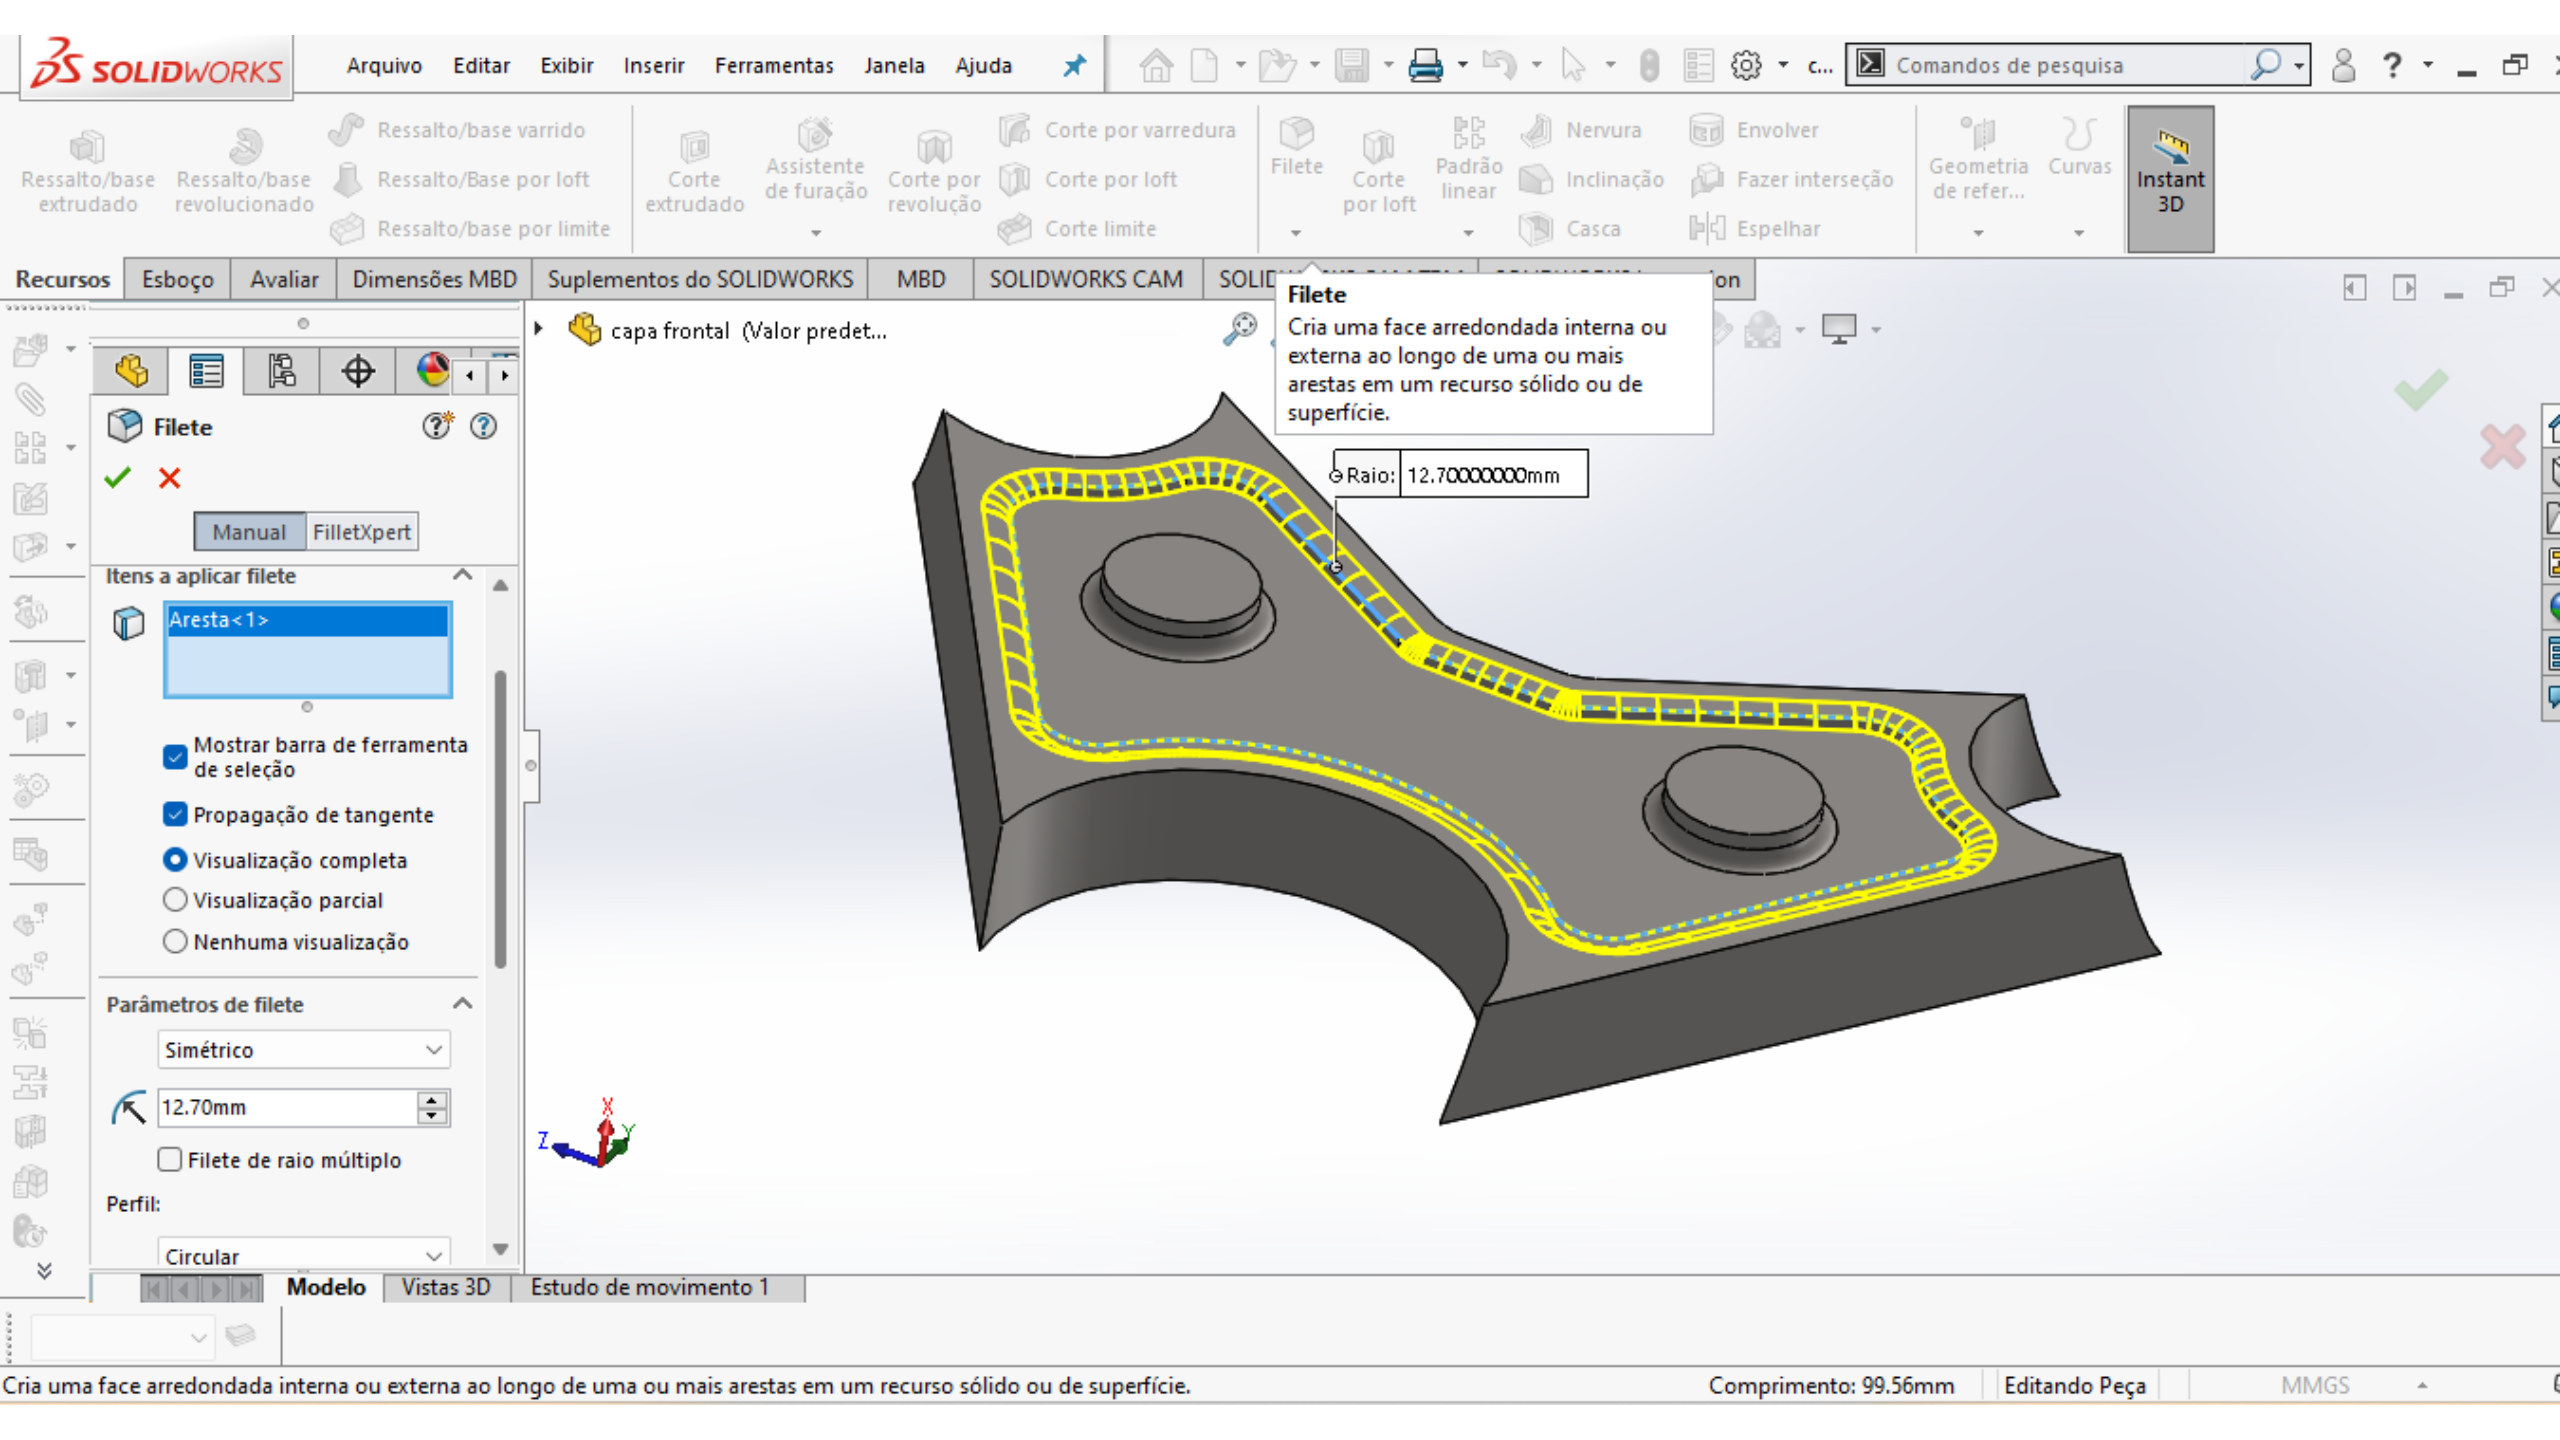 SOLIDWORKS
Arquivo Editar Exibir Inserir Ferramentas Janela Ajuda
c...
Comandos de pesquisa
?
Ressalto/base
extrudado
Ressalto/base
revolucionado
Ressalto/base varrido
Ressalto/Base por loft
Ressalto/base por limite
Corte
extrudado
Assistente
de furação
Corte por
revolução
Corte por varredura
Corte por loft
Corte limite
Filete
Corte
por loft
Padrão
linear
Nervura
Inclinação
Casca
Envolver
Fazer interseção
Espelhar
Geometria
de refer...
Curvas
Instant
3D
Recursos Esboço Avaliar Dimensões MBD Suplementos do SOLIDWORKS MBD SOLIDWORKS CAM
Filete
Cria uma face arredondada interna ou
externa ao longo de uma ou mais
arestas em um recurso sólido ou de
superfície.
capa frontal (Valor predet...
Filete
Manual FilletXpert
Itens a aplicar filete
Aresta<1>
Mostrar barra de ferramenta
de seleção
Propagação de tangente
Visualização completa
Visualização parcial
Nenhuma visualização
Parâmetros de filete
Simétrico
12.70mm
Filete de raio múltiplo
Perfil:
Circular
Raio: 12.70000000mm
X
Y
Z
Modelo Vistas 3D Estudo de movimento 1
Cria uma face arredondada interna ou externa ao longo de uma ou mais arestas em um recurso sólido ou de superfície.
Comprimento: 99.56mm Editando Peça MMGS